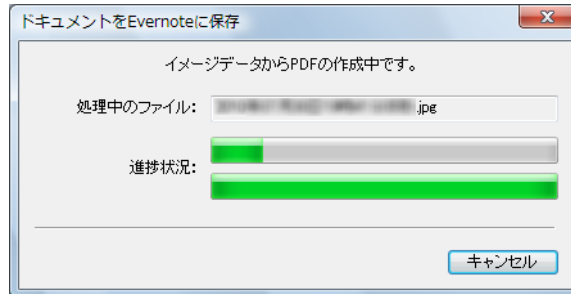 ドキュメントをEvernoteに保存
イメージデータからPDFの作成中です。
処理中のファイル: .jpg
進捗状況:
キャンセル